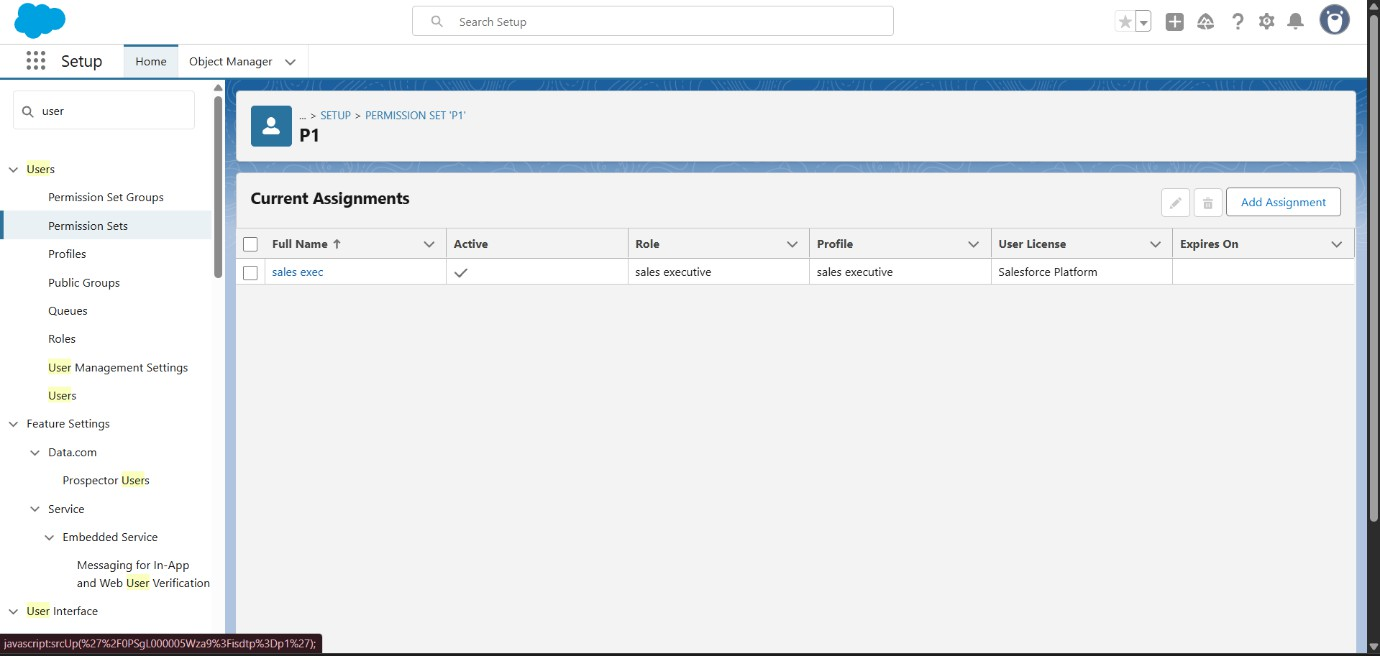 Search Setup
Setup
Home
Object Manager
user
Users
Permission Set Groups
Permission Sets
Profiles
Public Groups
Queues
Roles
User Management Settings
Users
Feature Settings
Data.com
Prospector Users
Service
Embedded Service
Messaging for In-App
and Web User Verification
User Interface
... > SETUP > PERMISSION SET 'P1'
P1
Current Assignments
Add Assignment
Full Name ↑ Active Role Profile User License Expires On
sales exec sales executive sales executive Salesforce Platform
javascript:srcUp(%27%2F0PSgL000005Wza9%3Fisdtp%3Dp1%27);